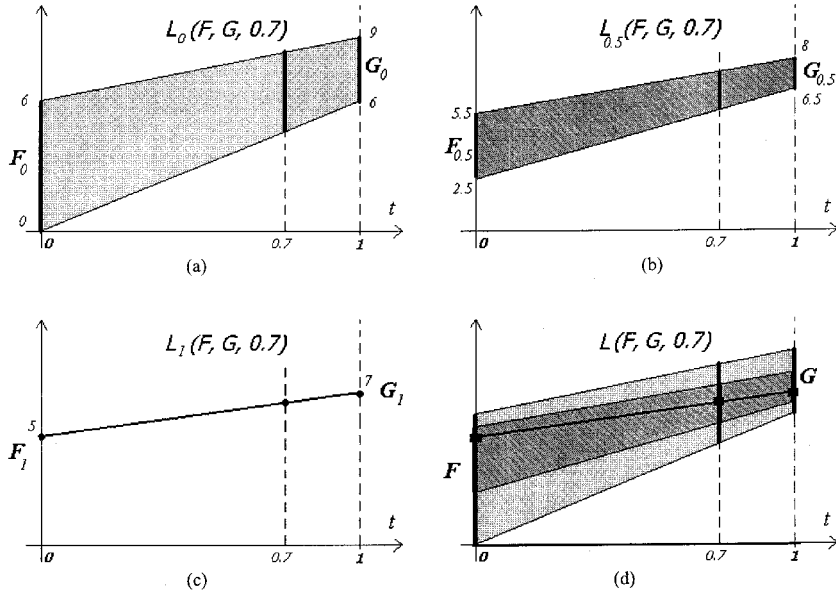 L0 (F, G, 0.7)
9
G0
6
6
F0
0
t
0
0.7
1
(a)
L0.5 (F, G, 0.7)
8
G0.5
6.5
5.5
F0.5
2.5
t
0
0.7
1
(b)
L1 (F, G, 0.7)
7
G1
5
F1
t
0
0.7
1
(c)
L (F, G, 0.7)
G
F
t
0
0.7
1
(d)